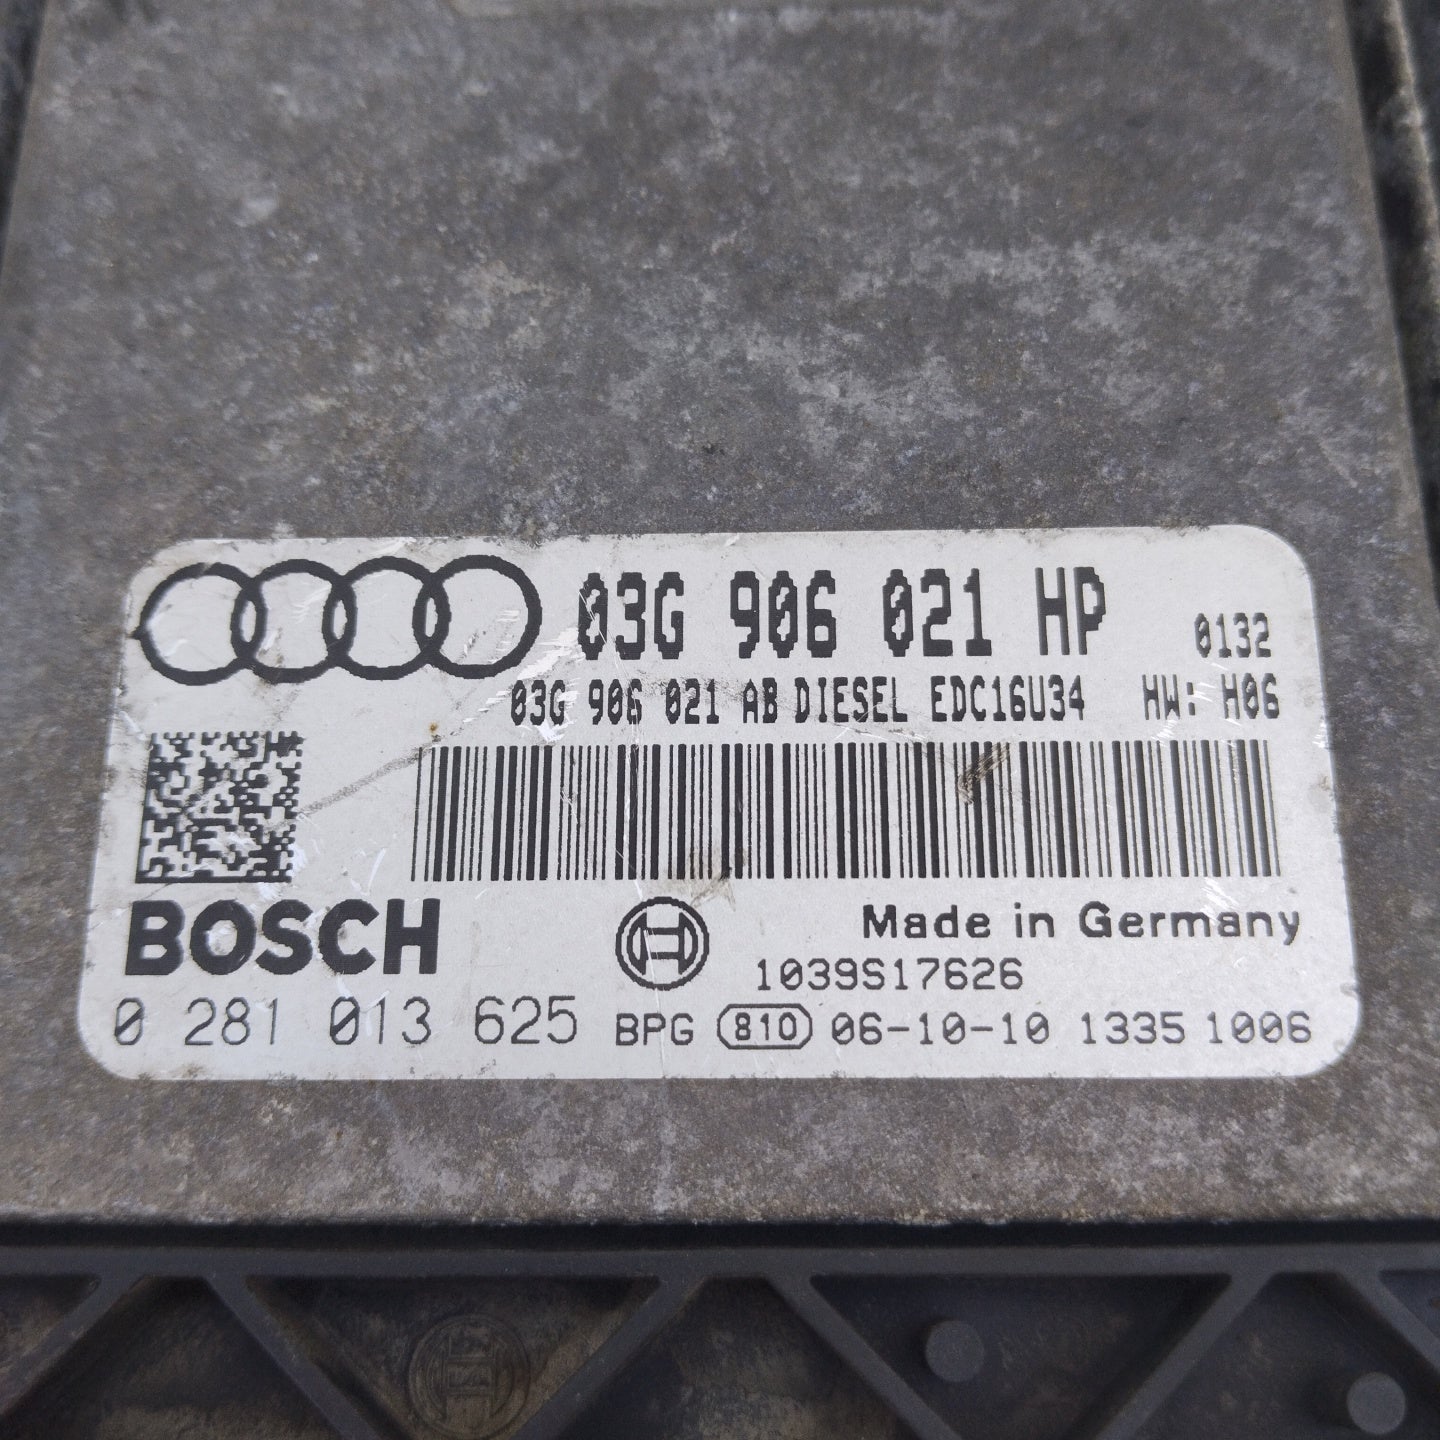 03G 906 021 HP 0132
03G 906 021 AB DIESEL EDC16U34 HW: H06
BOSCH
Made in Germany
1039S17626
0 281 013 625 BPG 810 06-10-10 1335 1006